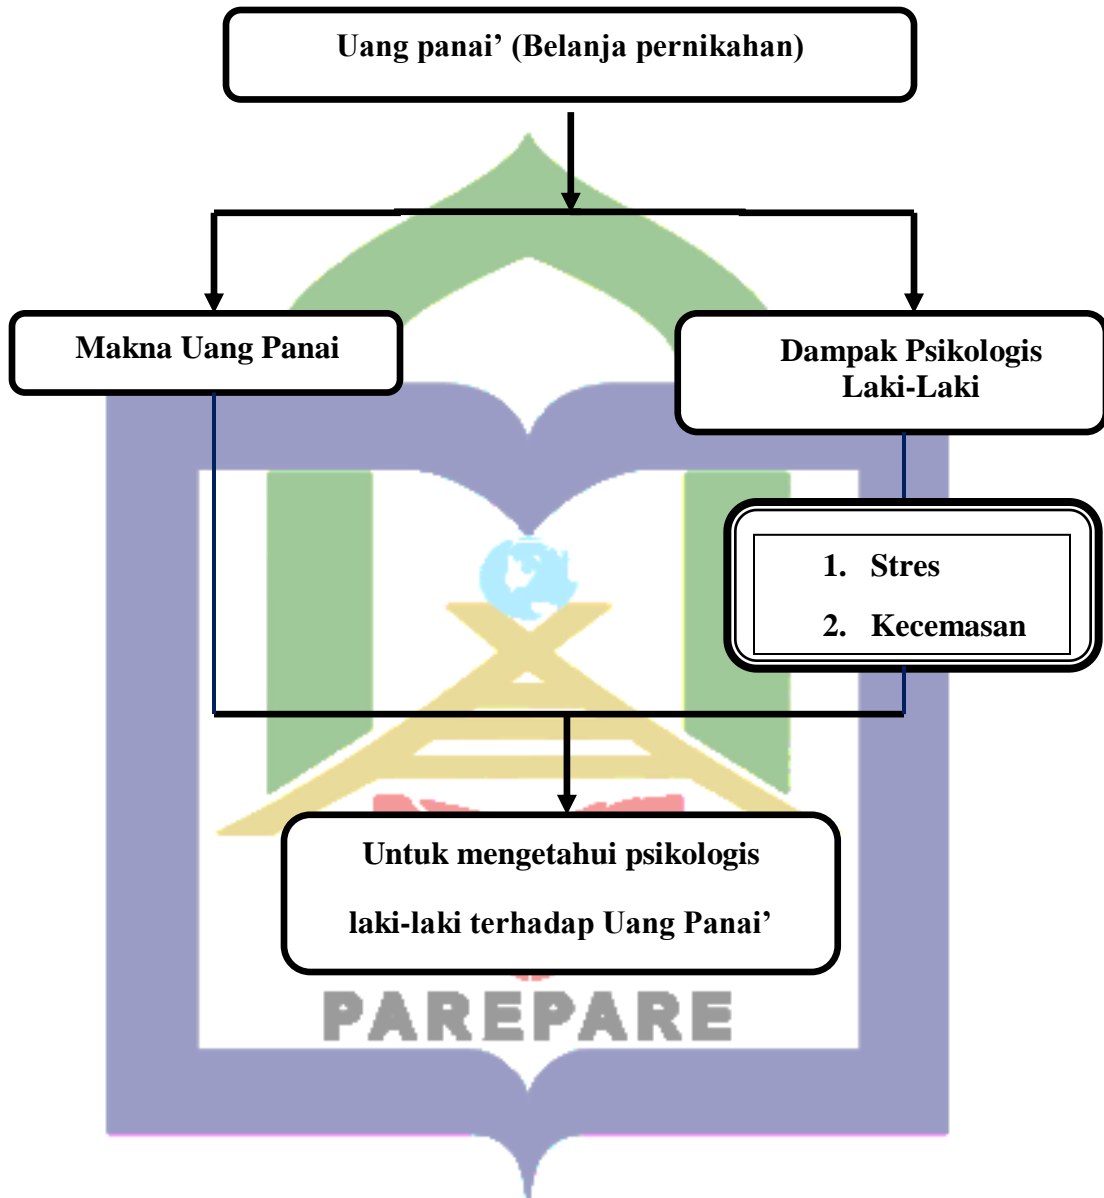 Uang panai’ (Belanja pernikahan)
Makna Uang Panai
Dampak Psikologis
Laki-Laki
1. Stres
2. Kecemasan
Untuk mengetahui psikologis
laki-laki terhadap Uang Panai’
PAREPARE